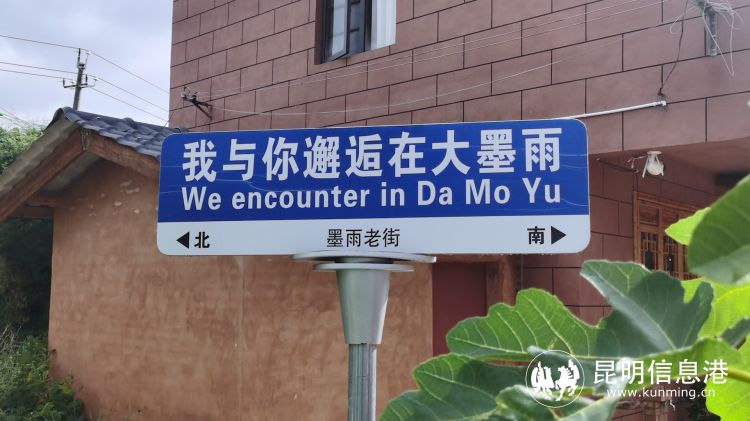 我与你邂逅在大墨雨
We encounter in Da Mo Yu
◀北 墨雨老街 南▶
昆明信息港
www.kunming.cn